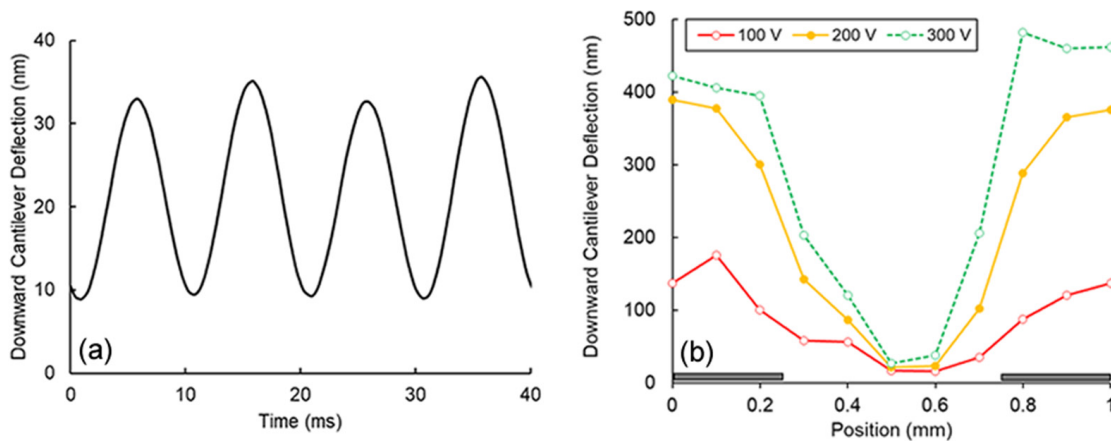 40
30
20
10
0
Downward Cantilever Deflection (nm)
(a)
0 10 20 30 40
Time (ms)
500
400
300
200
100
0
Downward Cantilever Deflection (nm)
100 V 200 V 300 V
(b)
0 0.2 0.4 0.6 0.8 1
Position (mm)